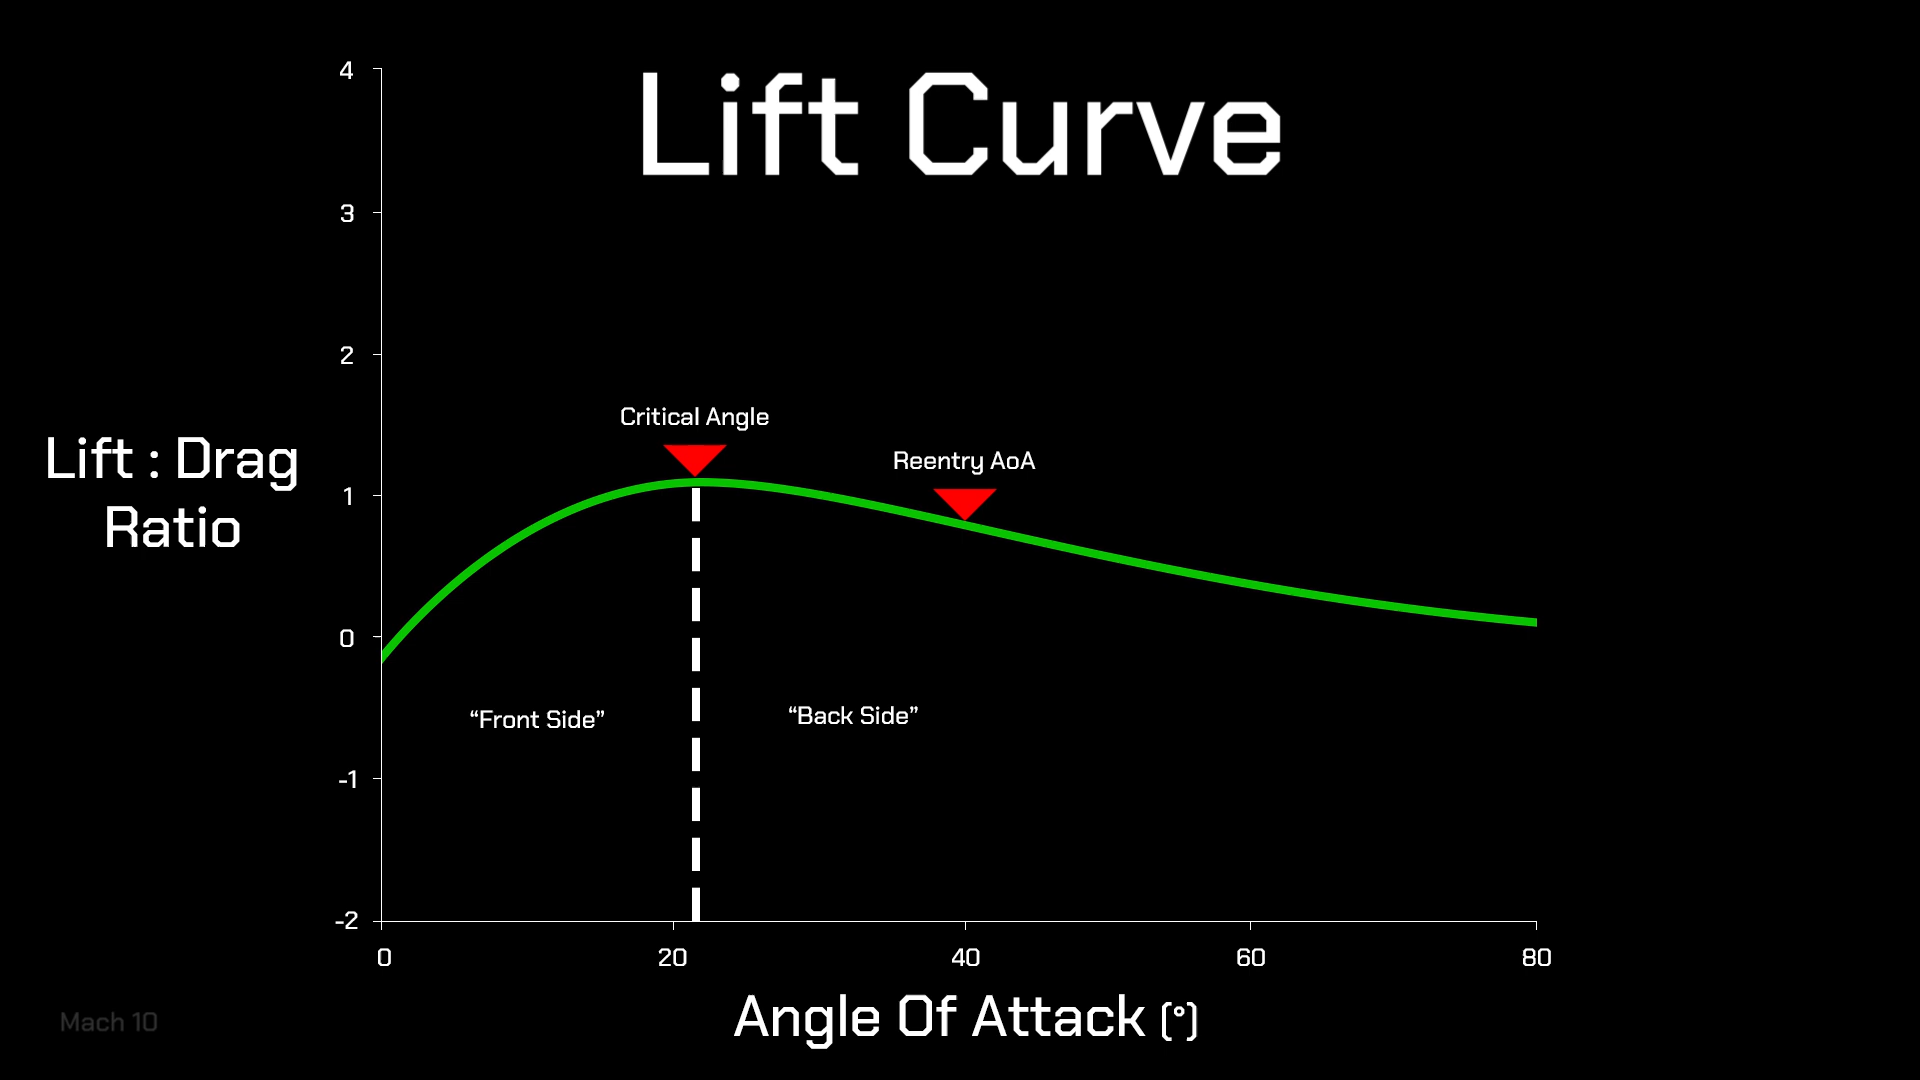 Lift Curve
4
3
2
1
0
-1
-2
Lift : Drag
Ratio
Critical Angle
Reentry AoA
“Front Side”
“Back Side”
0 20 40 60 80
Angle Of Attack (°)
Mach 10